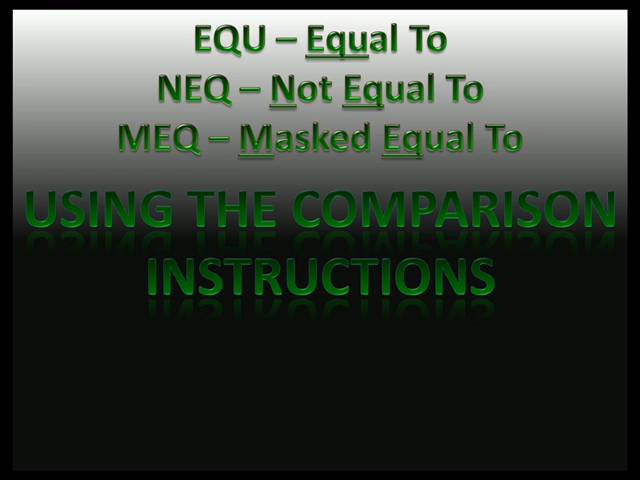 EQU – Equal To
NEQ – Not Equal To
MEQ – Masked Equal To
USING THE COMPARISON
INSTRUCTIONS